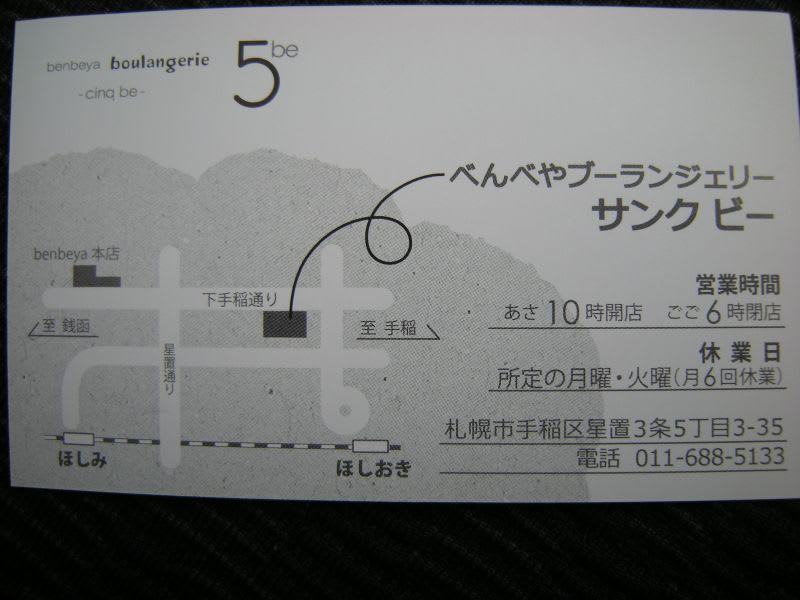 benbeya boulangerie 5be
-cinq be-
べんべやブーランジェリー
サンク ビー
営業時間
あさ 10時開店 ごご 6時閉店
休業日
所定の月曜・火曜(月6回休業)
札幌市手稲区星置3条5丁目3-35
電話 011-688-5133
benbeya 本店
下手稲通り
至 銭函
至 手稲
星置通り
ほしみ
ほしおき